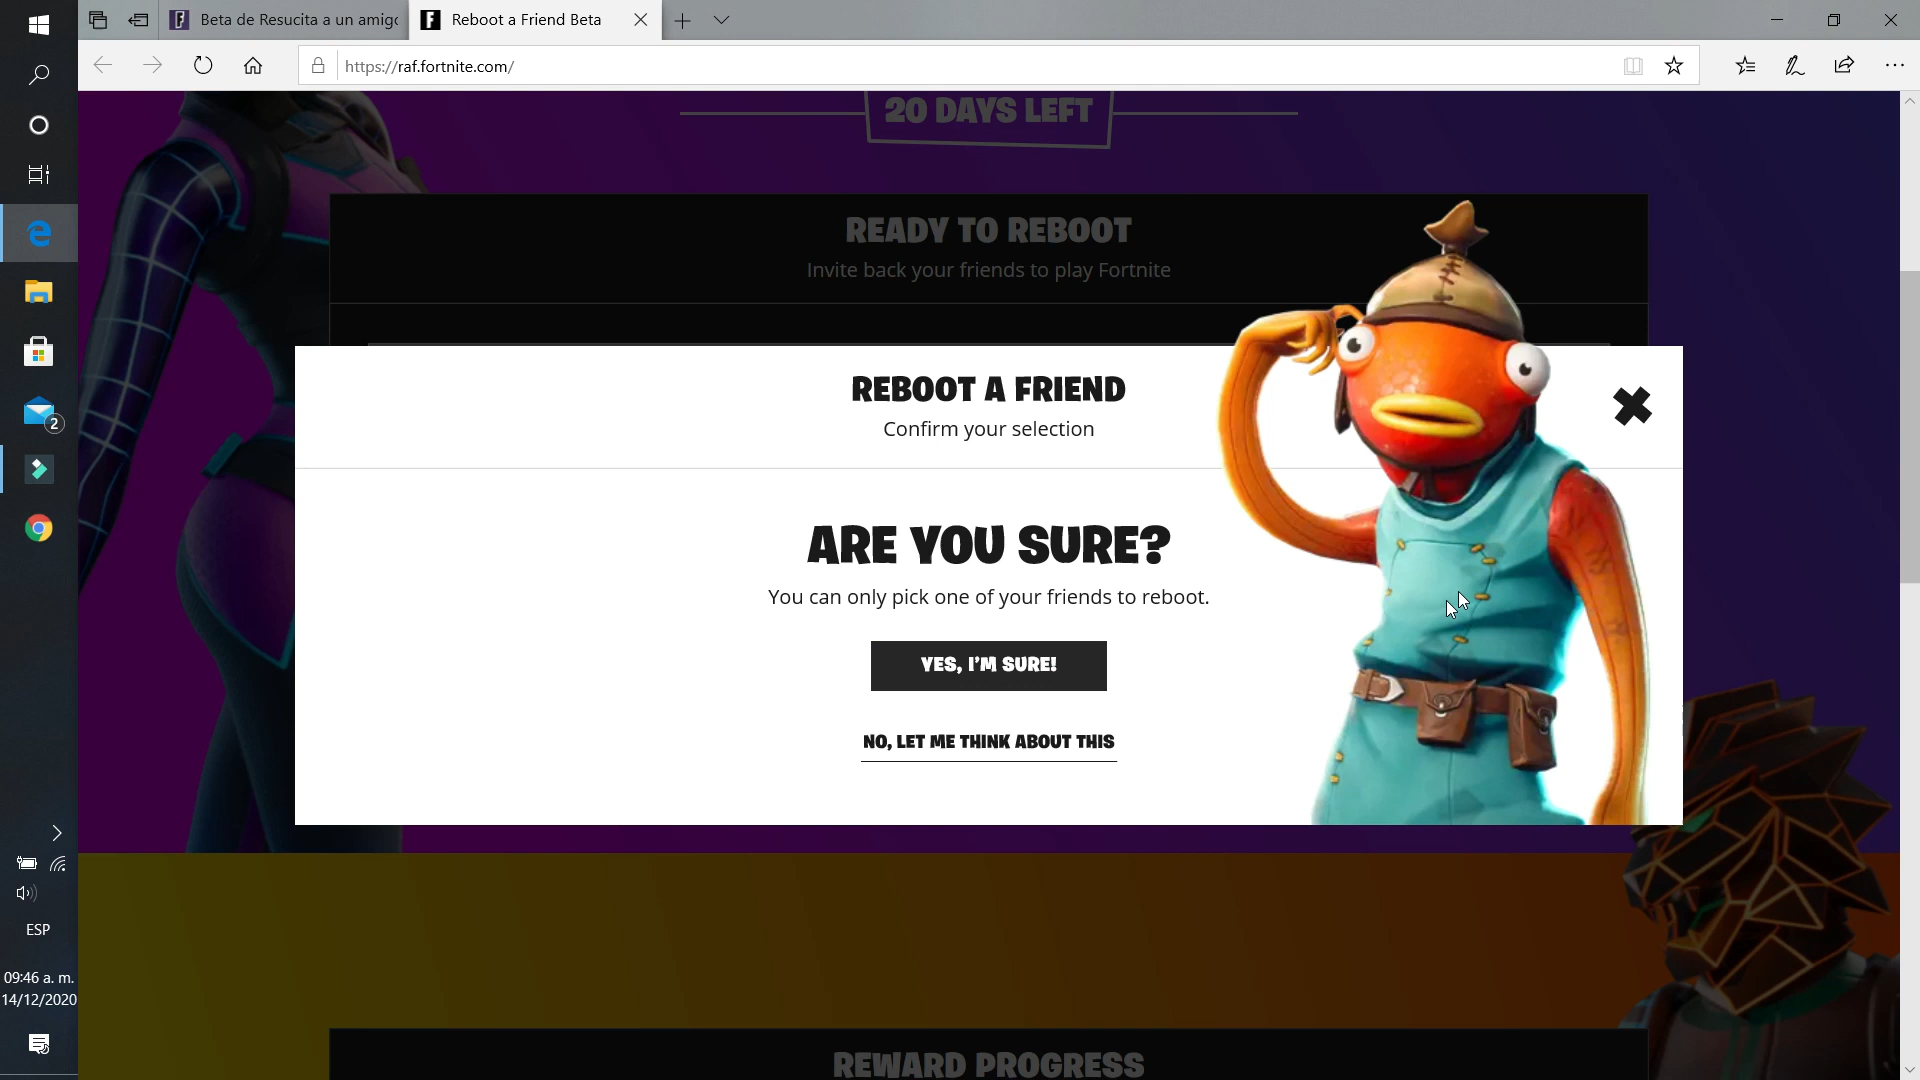 Beta de Resucita a un amigo
Reboot a Friend Beta
https://raf.fortnite.com/
20 DAYS LEFT
READY TO REBOOT
Invite back your friends to play Fortnite
REBOOT A FRIEND
Confirm your selection
ARE YOU SURE?
You can only pick one of your friends to reboot.
YES, I'M SURE!
NO, LET ME THINK ABOUT THIS
REWARD PROGRESS
2
ESP
09:46 a. m.
14/12/2020